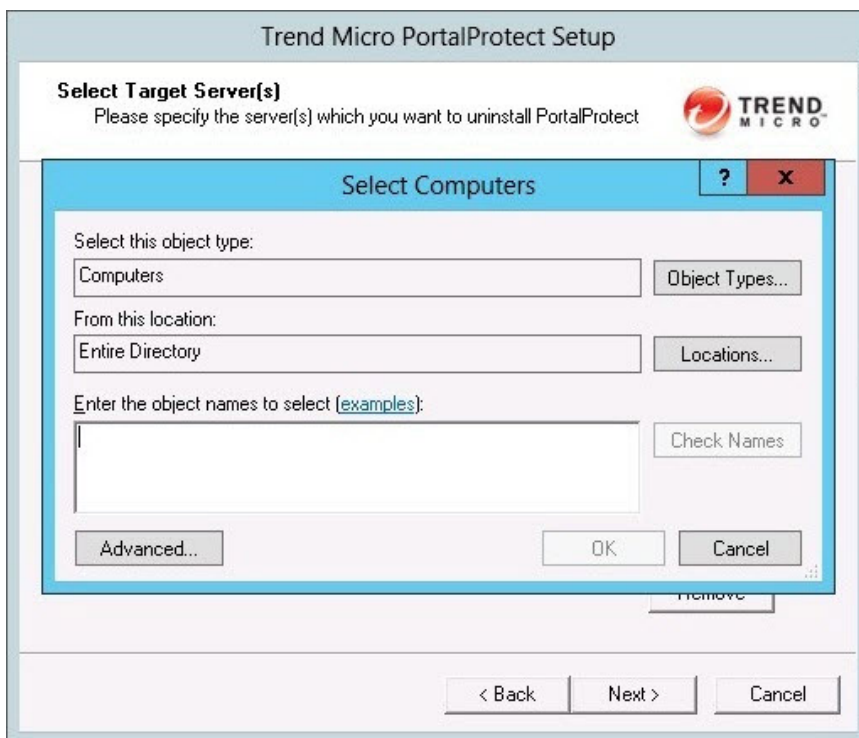 Trend Micro PortalProtect Setup
Select Target Server(s)
Please specify the server(s) which you want to uninstall PortalProtect
TREND
MICRO™
Select Computers
? x
Select this object type:
Computers
Object Types...
From this location:
Entire Directory
Locations...
Enter the object names to select (examples):
Check Names
Advanced...
OK
Cancel
Remove
< Back
Next >
Cancel